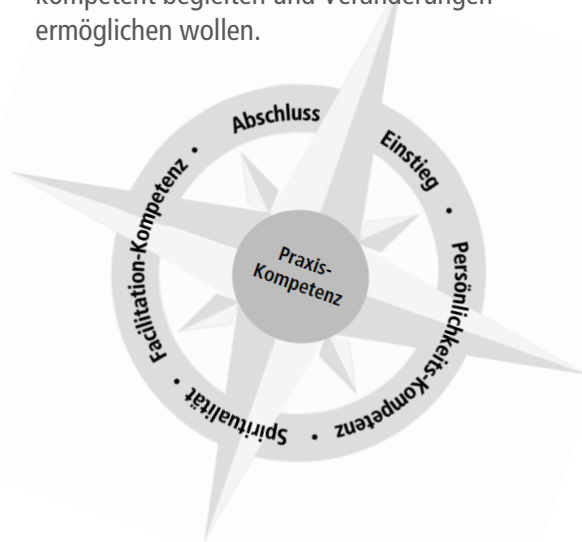 kompetent begleiten und Veränderungen
ermöglichen wollen.
Abschluss
Einstieg
•
Persönlichkeits-Kompetenz
•
Spiritualität
•
Facilitation-Kompetenz
•
Praxis-
Kompetenz